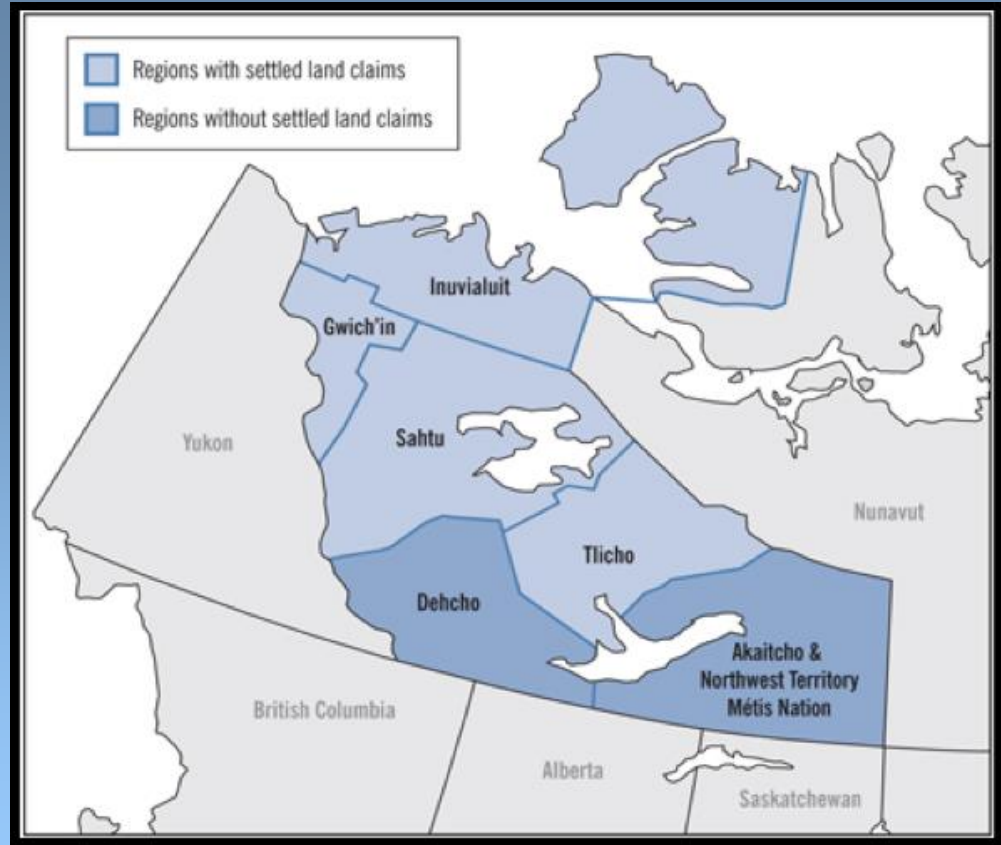 Regions with settled land claims
Regions without settled land claims
Inuvialuit
Gwich'in
Yukon
Sahtu
Nunavut
Tlicho
Dehcho
Akaitcho &
Northwest Territory
Métis Nation
British Columbia
Alberta
Saskatchewan